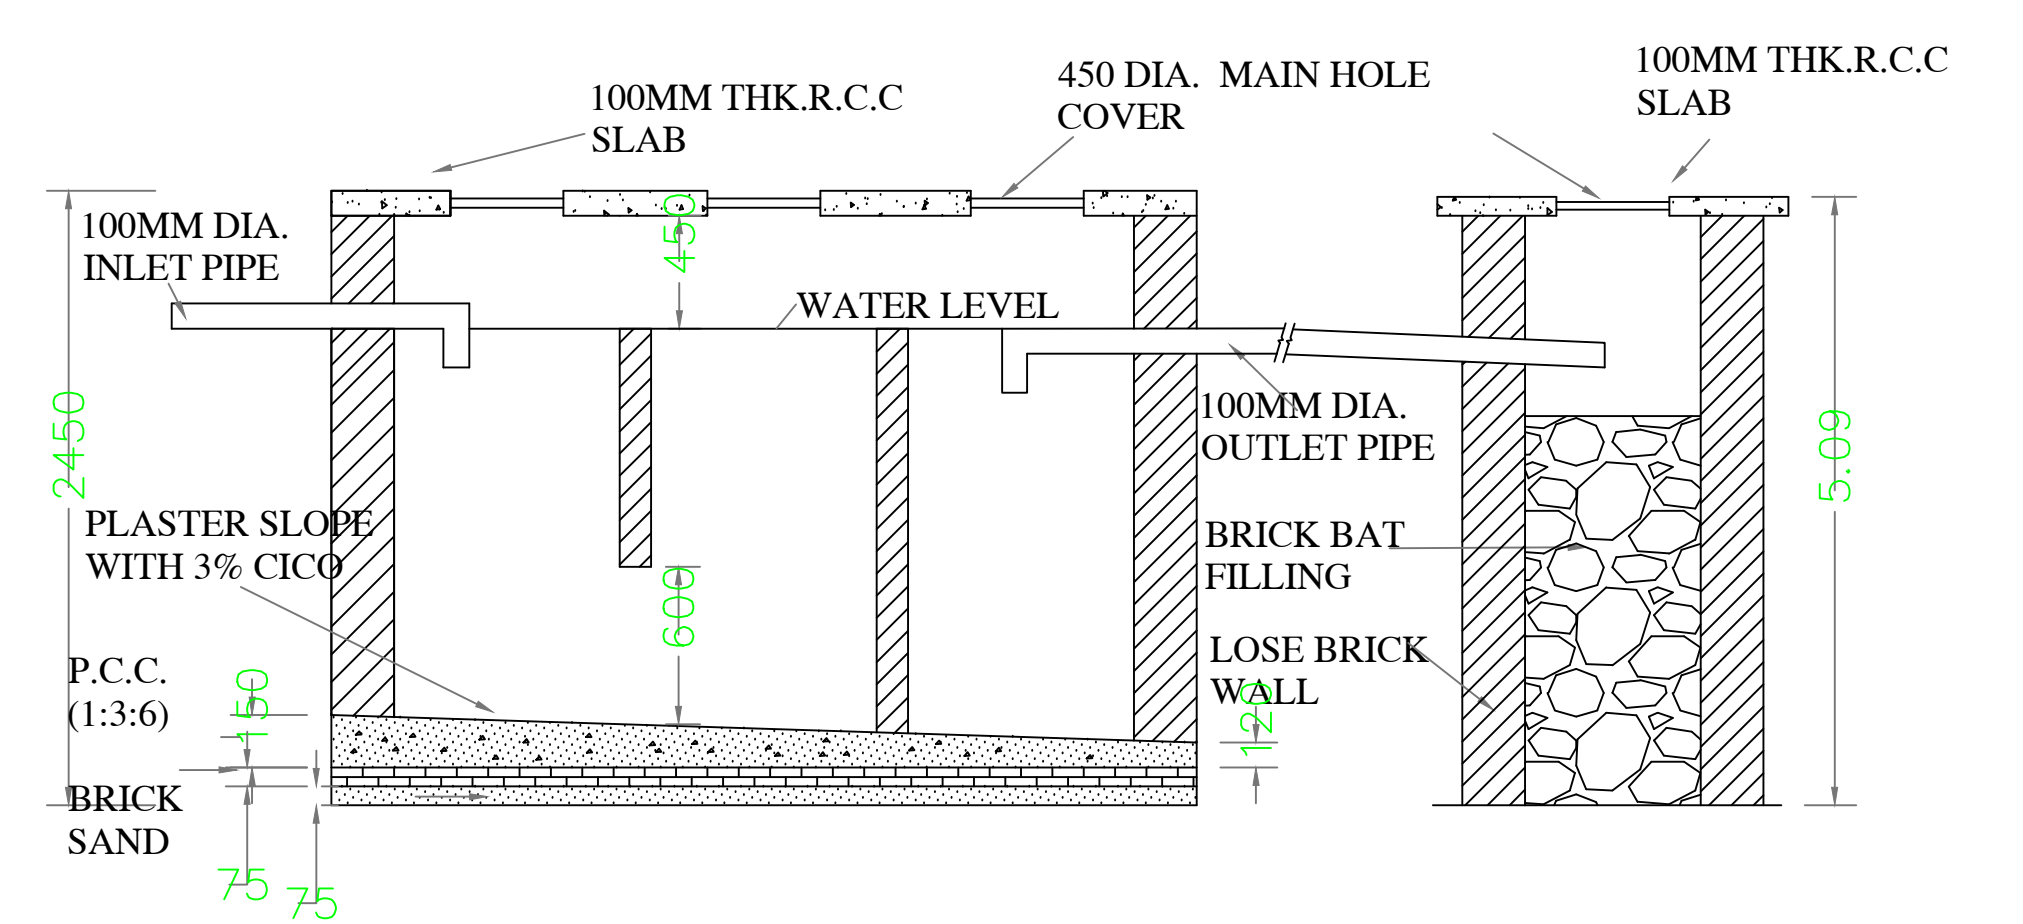 100MM THK.R.C.C
SLAB
450 DIA. MAIN HOLE
COVER
100MM THK.R.C.C
SLAB
100MM DIA.
INLET PIPE
450
WATER LEVEL
2450
100MM DIA.
OUTLET PIPE
5.09
PLASTER SLOPE
WITH 3% CICO
BRICK BAT
FILLING
600
LOSE BRICK
WALL
P.C.C.
(1:3:6)
150
120
BRICK
SAND
75
75